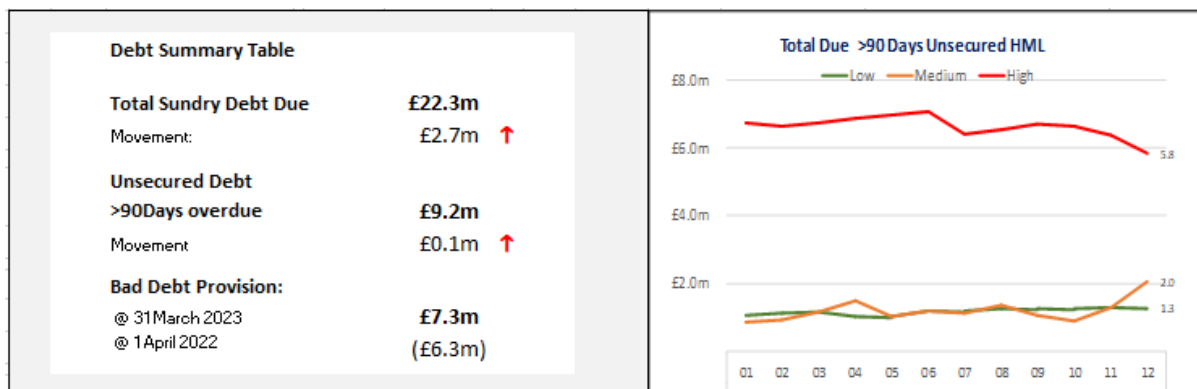 Debt Summary Table
Total Sundry Debt Due £22.3m
Movement: £2.7m ↑
Unsecured Debt
>90Days overdue £9.2m
Movement £0.1m ↑
Bad Debt Provision:
@ 31March 2023 £7.3m
@ 1April 2022 (£6.3m)
Total Due >90 Days Unsecured HML
Low Medium High
£8.0m
£6.0m
£4.0m
£2.0m
5.8
2.0
1.3
01 02 03 04 05 06 07 08 09 10 11 12